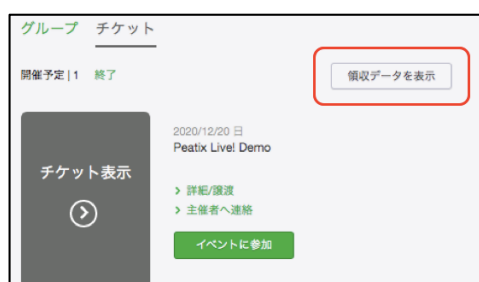 グループ チケット
開催予定 | 1 終了
領収データを表示
チケット表示
2020/12/20 日
Peatix Live! Demo
> 詳細/譲渡
> 主催者へ連絡
イベントに参加